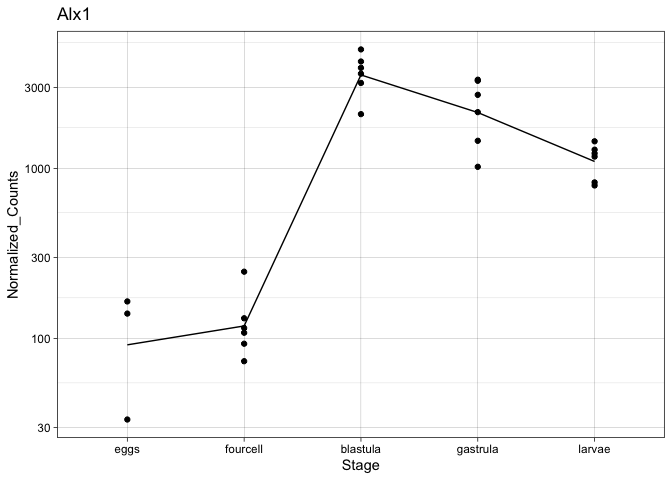 Alx1
Normalized_Counts
3000
1000
300
100
30
eggs fourcell blastula gastrula larvae
Stage